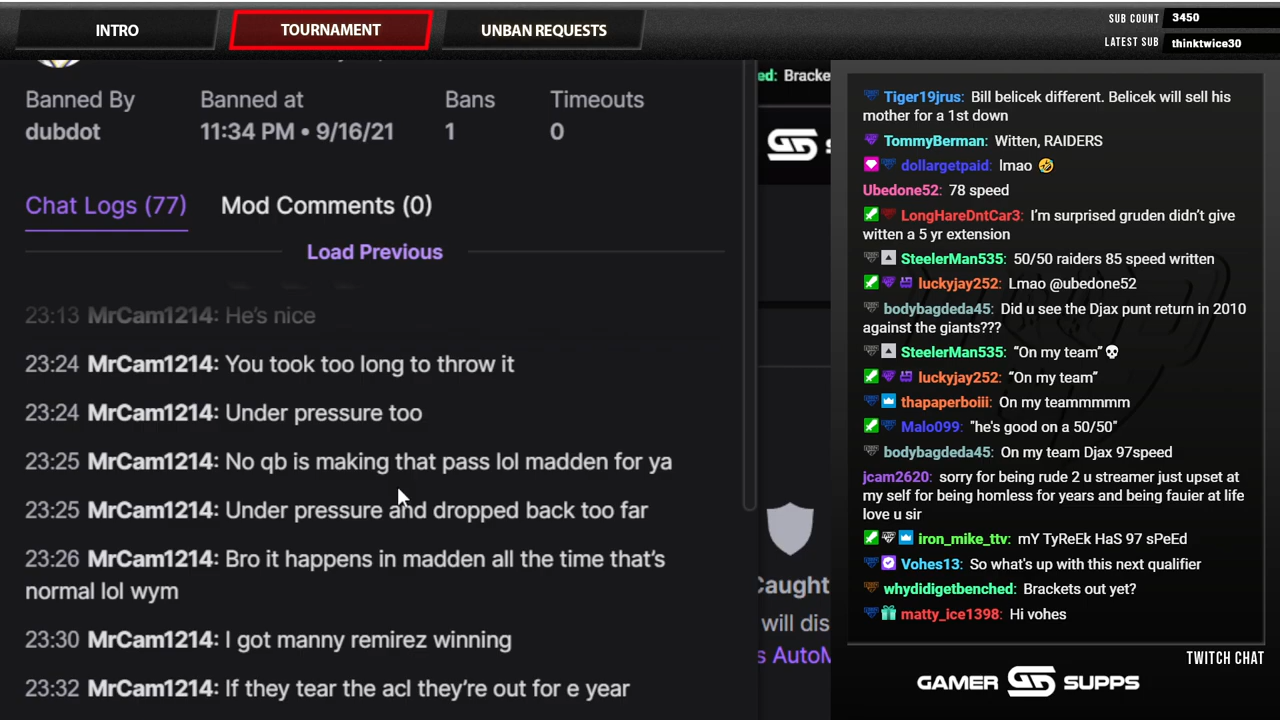 INTRO
TOURNAMENT
UNBAN REQUESTS
SUB COUNT 3450
LATEST SUB thinktwice30
Banned By
dubdot
Banned at
11:34 PM • 9/16/21
Bans
1
Timeouts
0
Chat Logs (77)
Mod Comments (0)
Load Previous
23:13 MrCam1214: He's nice
23:24 MrCam1214: You took too long to throw it
23:24 MrCam1214: Under pressure too
23:25 MrCam1214: No qb is making that pass lol madden for ya
23:25 MrCam1214: Under pressure and dropped back too far
23:26 MrCam1214: Bro it happens in madden all the time that's
normal lol wym
23:30 MrCam1214: I got manny remirez winning
23:32 MrCam1214: If they tear the acl they're out for e year
ed: Bracke
S
Caught
will dis
s AutoM
Tiger19jrus: Bill belicek different. Belicek will sell his
mother for a 1st down
TommyBerman: Witten, RAIDERS
dollargetpaid: lmao 🤣
Ubedone52: 78 speed
LongHareDntCar3: I'm surprised gruden didn't give
witten a 5 yr extension
SteelerMan535: 50/50 raiders 85 speed written
luckyjay252: Lmao @ubedone52
bodybagdeda45: Did u see the Djax punt return in 2010
against the giants???
SteelerMan535: “On my team”💀
luckyjay252: “On my team”
thapaperboiii: On my teammmmm
Malo099: "he's good on a 50/50"
bodybagdeda45: On my team Djax 97speed
jcam2620: sorry for being rude 2 u streamer just upset at
my self for being homless for years and being fauier at life
love u sir
iron_mike_ttv: mY TyReEk HaS 97 sPeEd
Vohes13: So what's up with this next qualifier
whydidigetbenched: Brackets out yet?
matty_ice1398: Hi vohes
TWITCH CHAT
GAMER SUPPS